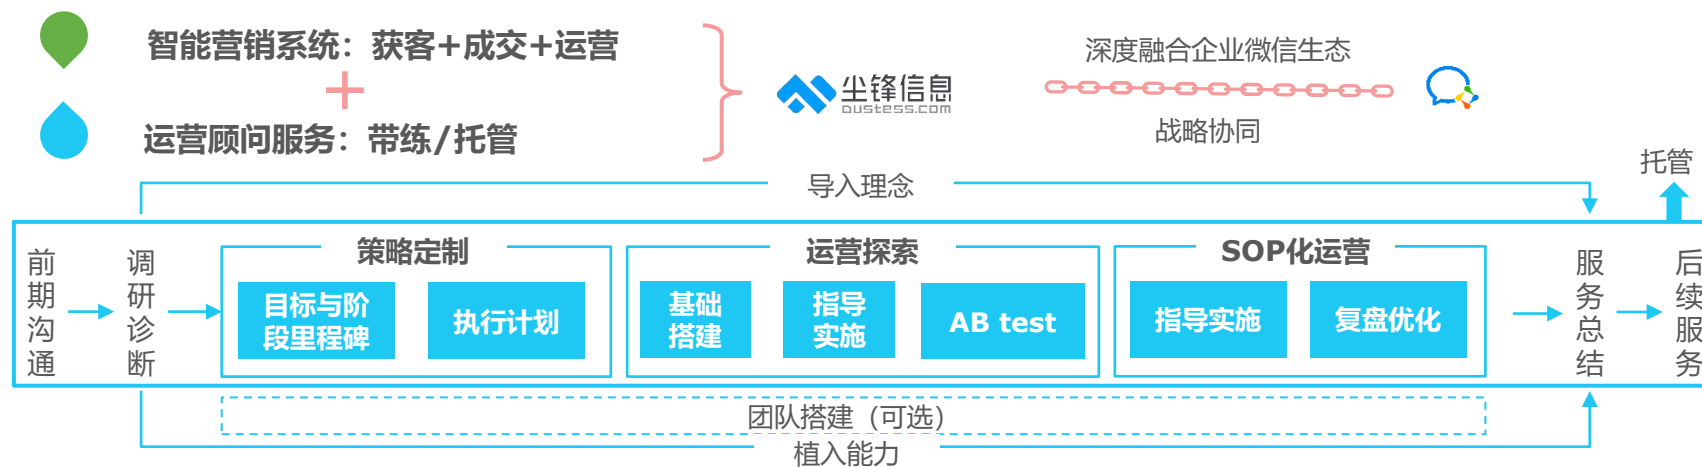 智能营销系统：获客+成交+运营
运营顾问服务：带练/托管
尘锋信息
DUSTESS.COM
深度融合企业微信生态
战略协同
托管
导入理念
前期沟通
调研诊断
策略定制
目标与阶
段里程碑
执行计划
运营探索
基础
搭建
指导
实施
AB test
SOP化运营
指导实施
复盘优化
服务总结
后续服务
团队搭建（可选）
植入能力